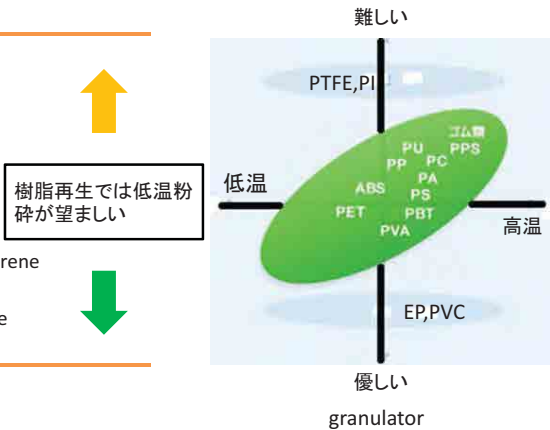 難しい
PTFE,PI
ゴム類
PU
PPS
PP
PC
PA
ABS
PS
PET
PBT
PVA
低温
高温
樹脂再生では低温粉
砕が望ましい
rene
e
EP,PVC
優しい
granulator